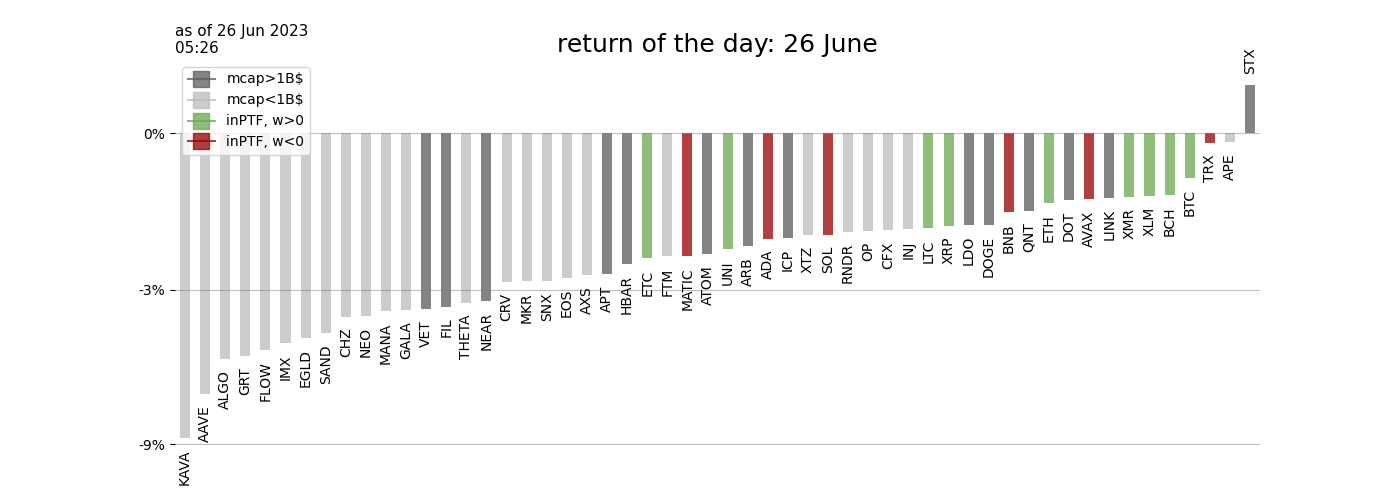 as of 26 Jun 2023
05:26
return of the day: 26 June
mcap>1B$
mcap<1B$
inPTF, w>0
inPTF, w<0
0%
-3%
-9%
KAVA
AAVE
ALGO
GRT
FLOW
IMX
EGLD
SAND
CHZ
NEO
MANA
GALA
VET
FIL
THETA
NEAR
CRV
MKR
SNX
EOS
AXS
APT
HBAR
ETC
FTM
MATIC
ATOM
UNI
ARB
ADA
ICP
XTZ
SOL
RNDR
OP
CFX
INJ
LTC
XRP
LDO
DOGE
BNB
QNT
ETH
DOT
AVAX
LINK
XMR
XLM
BCH
BTC
TRX
APE
STX